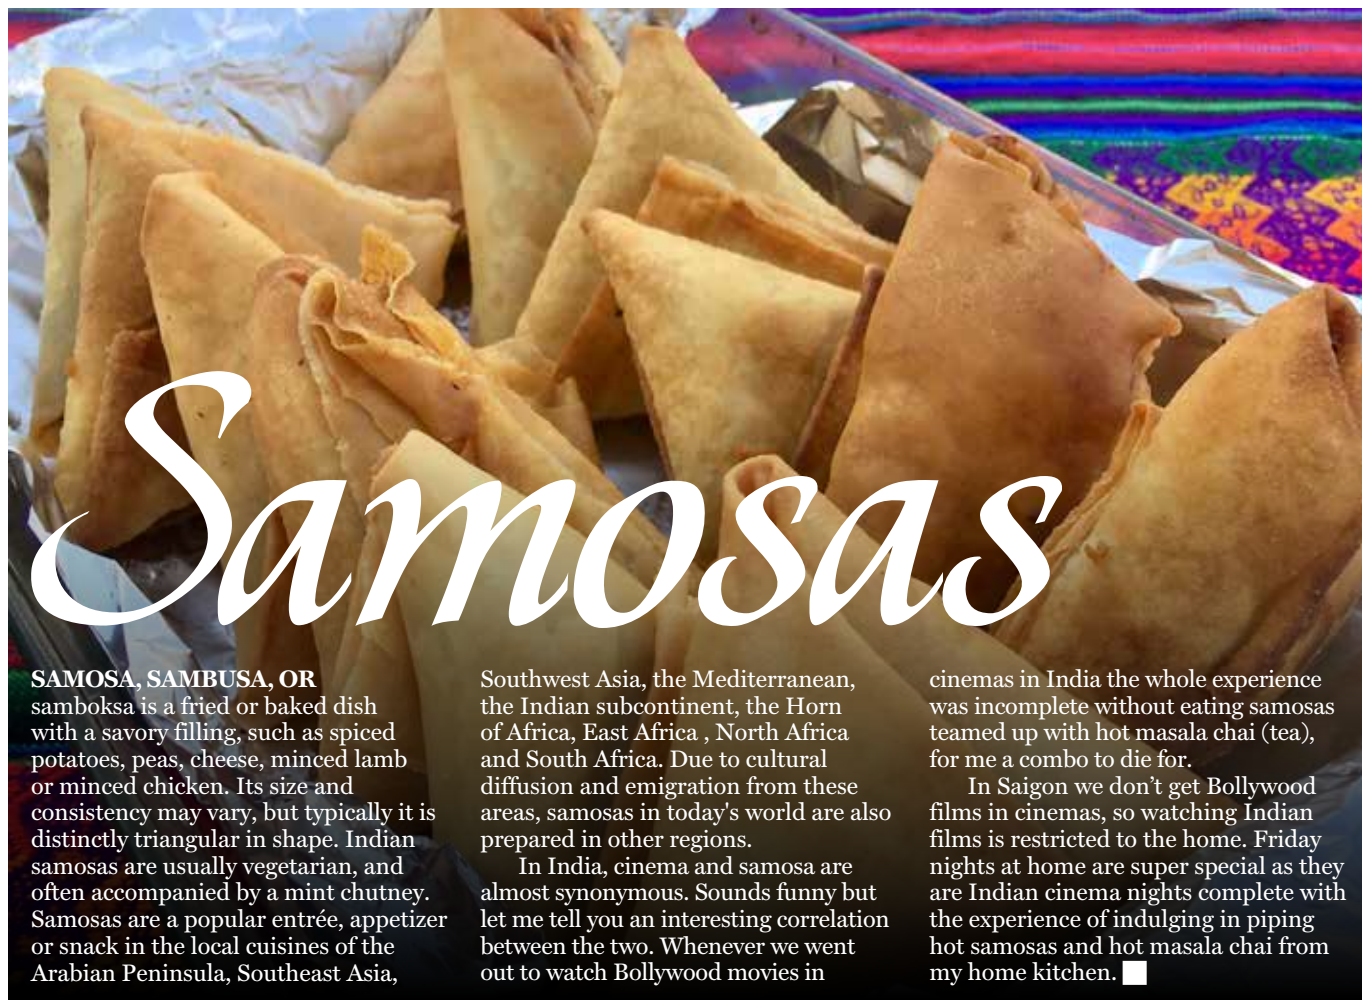 Samosas
SAMOSA, SAMBUSA, OR
samboksa is a fried or baked dish
with a savory filling, such as spiced
potatoes, peas, cheese, minced lamb
or minced chicken. Its size and
consistency may vary, but typically it is
distinctly triangular in shape. Indian
samosas are usually vegetarian, and
often accompanied by a mint chutney.
Samosas are a popular entrée, appetizer
or snack in the local cuisines of the
Arabian Peninsula, Southeast Asia,
Southwest Asia, the Mediterranean,
the Indian subcontinent, the Horn
of Africa, East Africa , North Africa
and South Africa. Due to cultural
diffusion and emigration from these
areas, samosas in today's world are also
prepared in other regions.
In India, cinema and samosa are
almost synonymous. Sounds funny but
let me tell you an interesting correlation
between the two. Whenever we went
out to watch Bollywood movies in
cinemas in India the whole experience
was incomplete without eating samosas
teamed up with hot masala chai (tea),
for me a combo to die for.
In Saigon we don’t get Bollywood
films in cinemas, so watching Indian
films is restricted to the home. Friday
nights at home are super special as they
are Indian cinema nights complete with
the experience of indulging in piping
hot samosas and hot masala chai from
my home kitchen.